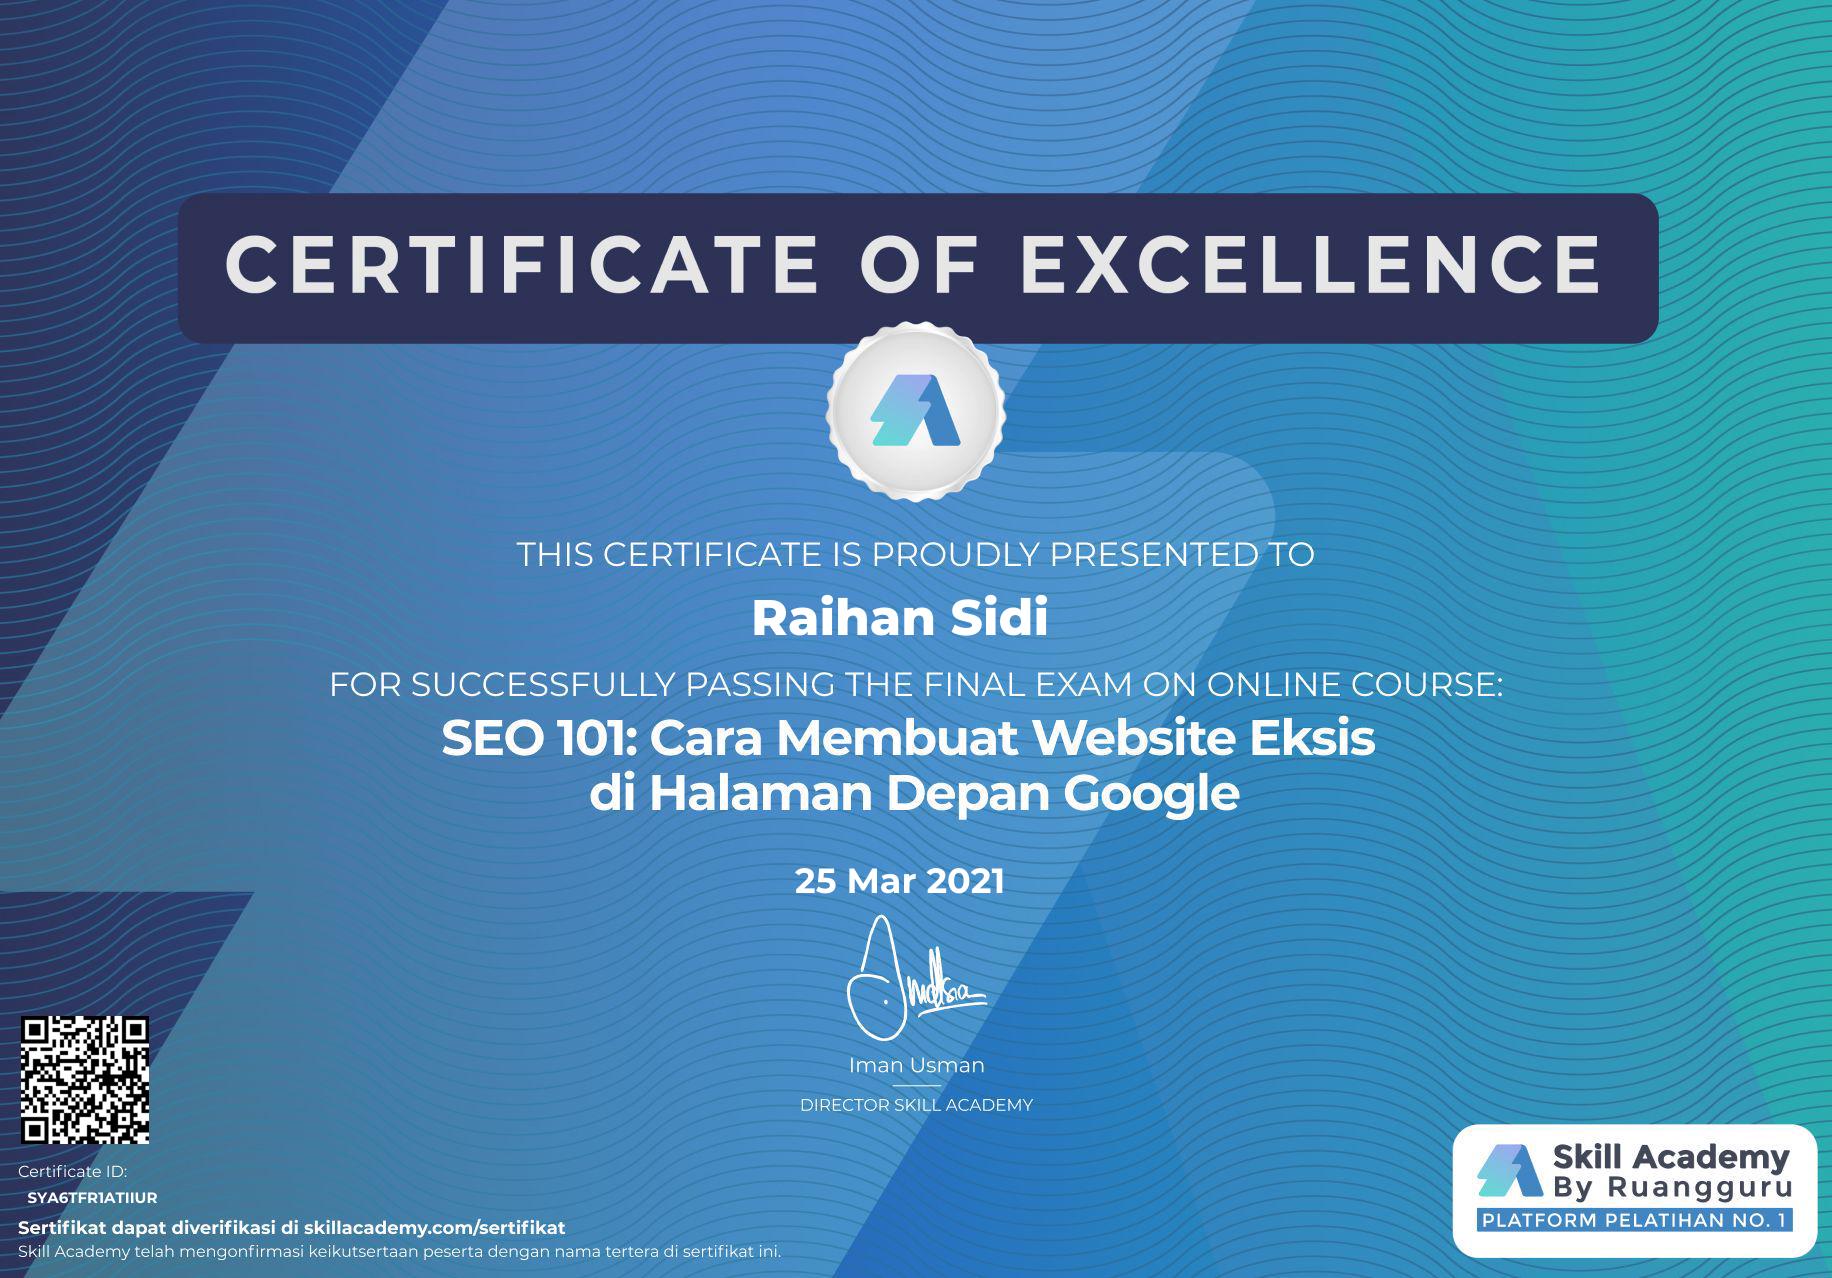 CERTIFICATE OF EXCELLENCE
THIS CERTIFICATE IS PROUDLY PRESENTED TO
Raihan Sidi
FOR SUCCESSFULLY PASSING THE FINAL EXAM ON ONLINE COURSE:
SEO 101: Cara Membuat Website Eksis
di Halaman Depan Google
25 Mar 2021
Iman Usman
DIRECTOR SKILL ACADEMY
Certificate ID:
SYA6TFR1ATIIUR
Sertifikat dapat diverifikasi di skillacademy.com/sertifikat
Skill Academy telah mengonfirmasi keikutsertaan peserta dengan nama tertera di sertifikat ini.
Skill Academy
By Ruangguru
PLATFORM PELATIHAN NO. 1